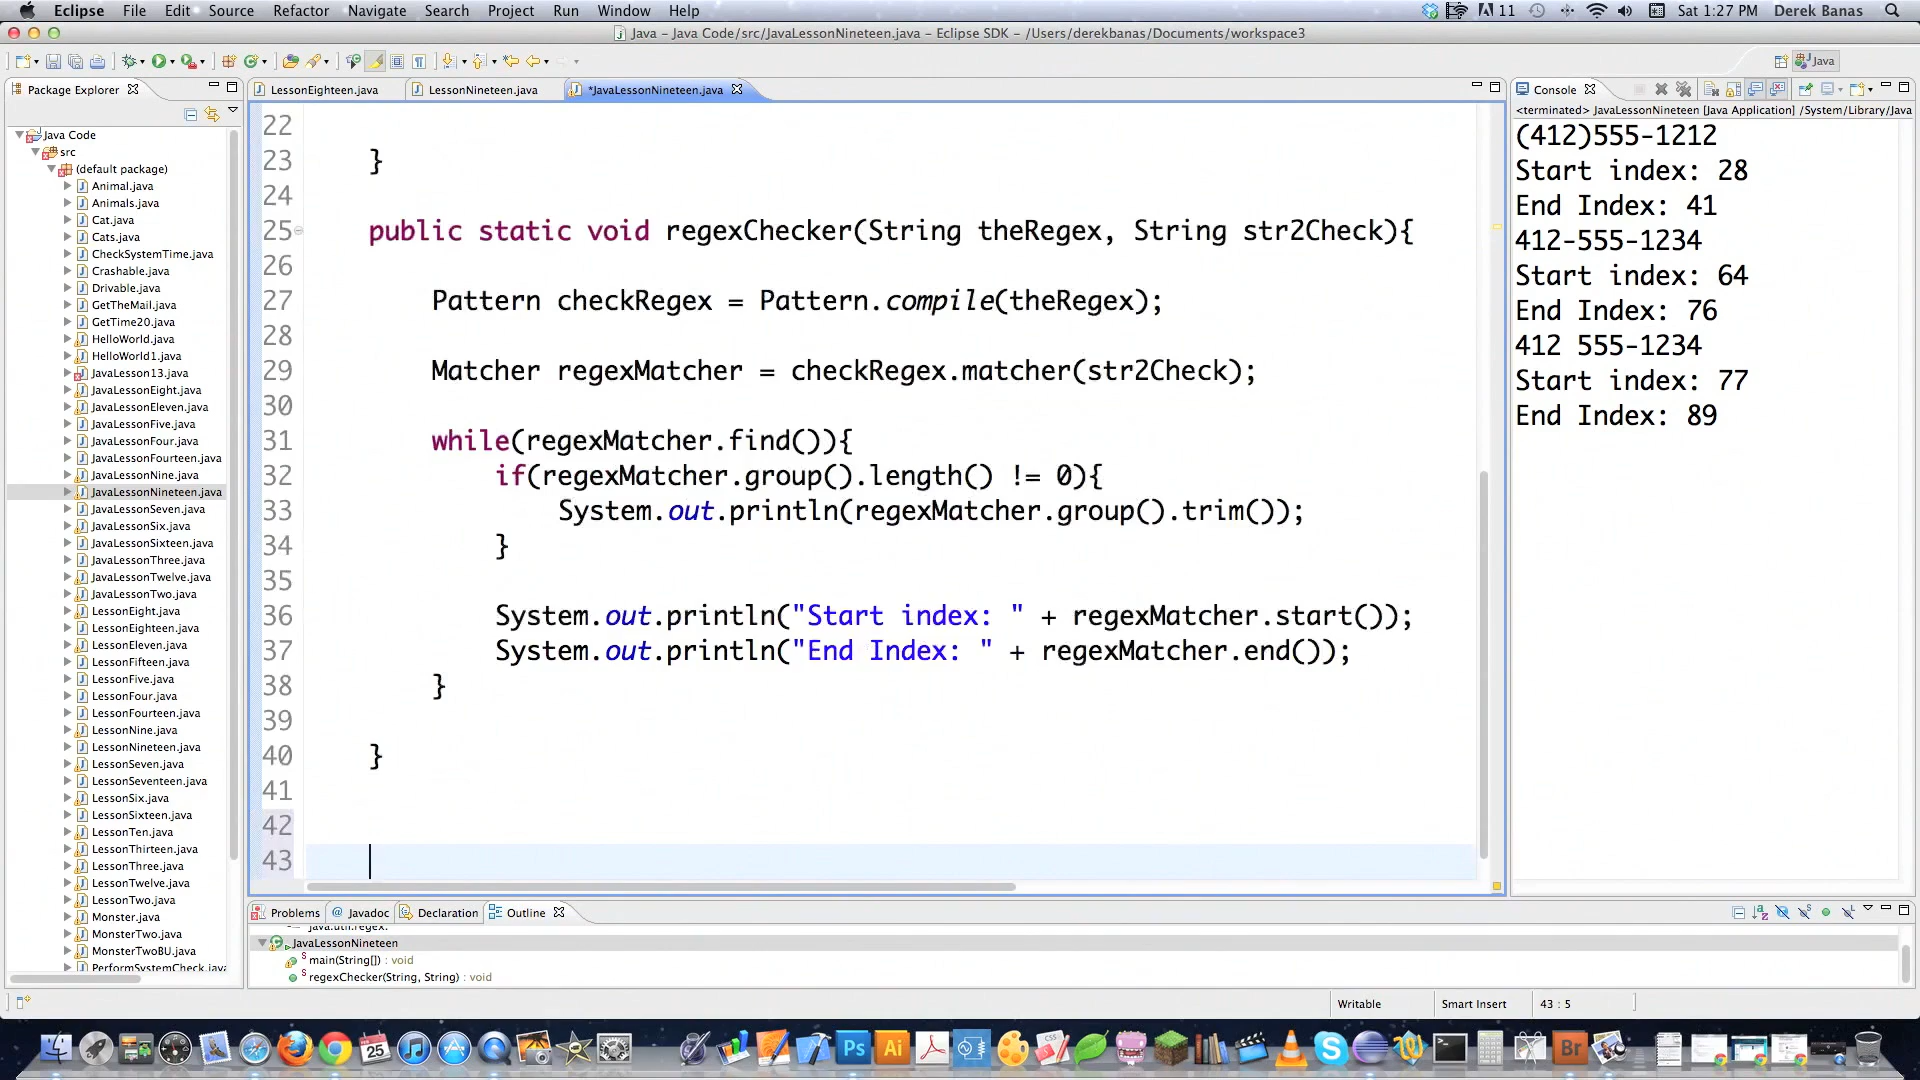 Eclipse File Edit Source Refactor Navigate Search Project Run Window Help 11 Sat 1:27 PM Derek Banas
Java – Java Code/src/JavaLessonNineteen.java – Eclipse SDK – /Users/derekbanas/Documents/workspace3
Java
Package Explorer
LessonEighteen.java
LessonNineteen.java
*JavaLessonNineteen.java
Console
<terminated> JavaLessonNineteen [Java Application] /System/Library/Java
Java Code
src
(default package)
Animal.java
Animals.java
Cat.java
Cats.java
CheckSystemTime.java
Crashable.java
Drivable.java
GetTheMail.java
GetTime20.java
HelloWorld.java
HelloWorld1.java
JavaLesson13.java
JavaLessonEight.java
JavaLessonEleven.java
JavaLessonFive.java
JavaLessonFour.java
JavaLessonFourteen.java
JavaLessonNine.java
JavaLessonNineteen.java
JavaLessonSeven.java
JavaLessonSix.java
JavaLessonSixteen.java
JavaLessonThree.java
JavaLessonTwelve.java
JavaLessonTwo.java
LessonEight.java
LessonEighteen.java
LessonEleven.java
LessonFifteen.java
LessonFive.java
LessonFour.java
LessonFourteen.java
LessonNine.java
LessonNineteen.java
LessonSeven.java
LessonSeventeen.java
LessonSix.java
LessonSixteen.java
LessonTen.java
LessonThirteen.java
LessonThree.java
LessonTwelve.java
LessonTwo.java
Monster.java
MonsterTwo.java
MonsterTwoBU.java
PerformSystemCheck.java
22
23 }
24
25 public static void regexChecker(String theRegex, String str2Check){
26
27 Pattern checkRegex = Pattern.compile(theRegex);
28
29 Matcher regexMatcher = checkRegex.matcher(str2Check);
30
31 while(regexMatcher.find()){
32 if(regexMatcher.group().length() != 0){
33 System.out.println(regexMatcher.group().trim());
34 }
35
36 System.out.println("Start index: " + regexMatcher.start());
37 System.out.println("End Index: " + regexMatcher.end());
38 }
39
40 }
41
42
43
(412)555-1212
Start index: 28
End Index: 41
412-555-1234
Start index: 64
End Index: 76
412 555-1234
Start index: 77
End Index: 89
Problems @ Javadoc Declaration Outline
java.util.regex.
JavaLessonNineteen
main(String[]) : void
regexChecker(String, String) : void
Writable Smart Insert 43 : 5
25 Ps Ai Br